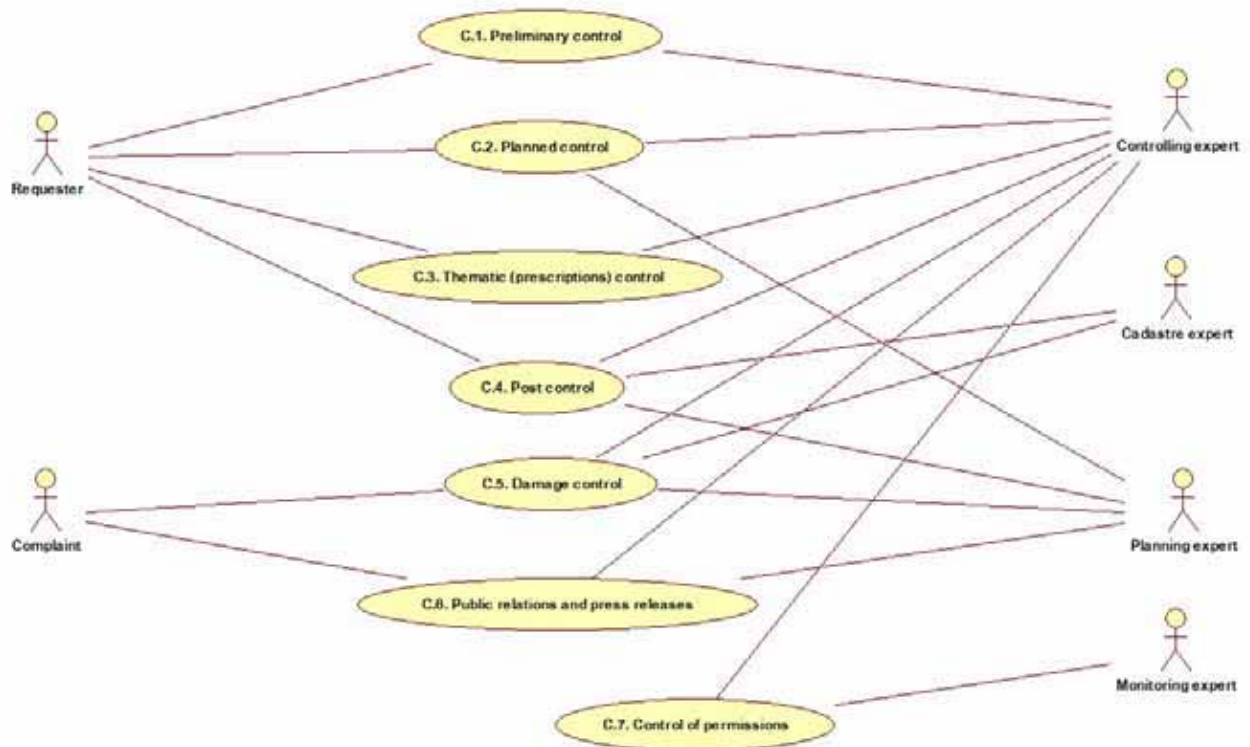 C.1. Preliminary control
Requester
C.2. Planned control
Controlling expert
C.3. Thematic (prescriptions) control
Cadastre expert
C.4. Post control
Complaint
C.5. Damage control
Planning expert
C.6. Public relations and press releases
Monitoring expert
C.7. Control of permissions